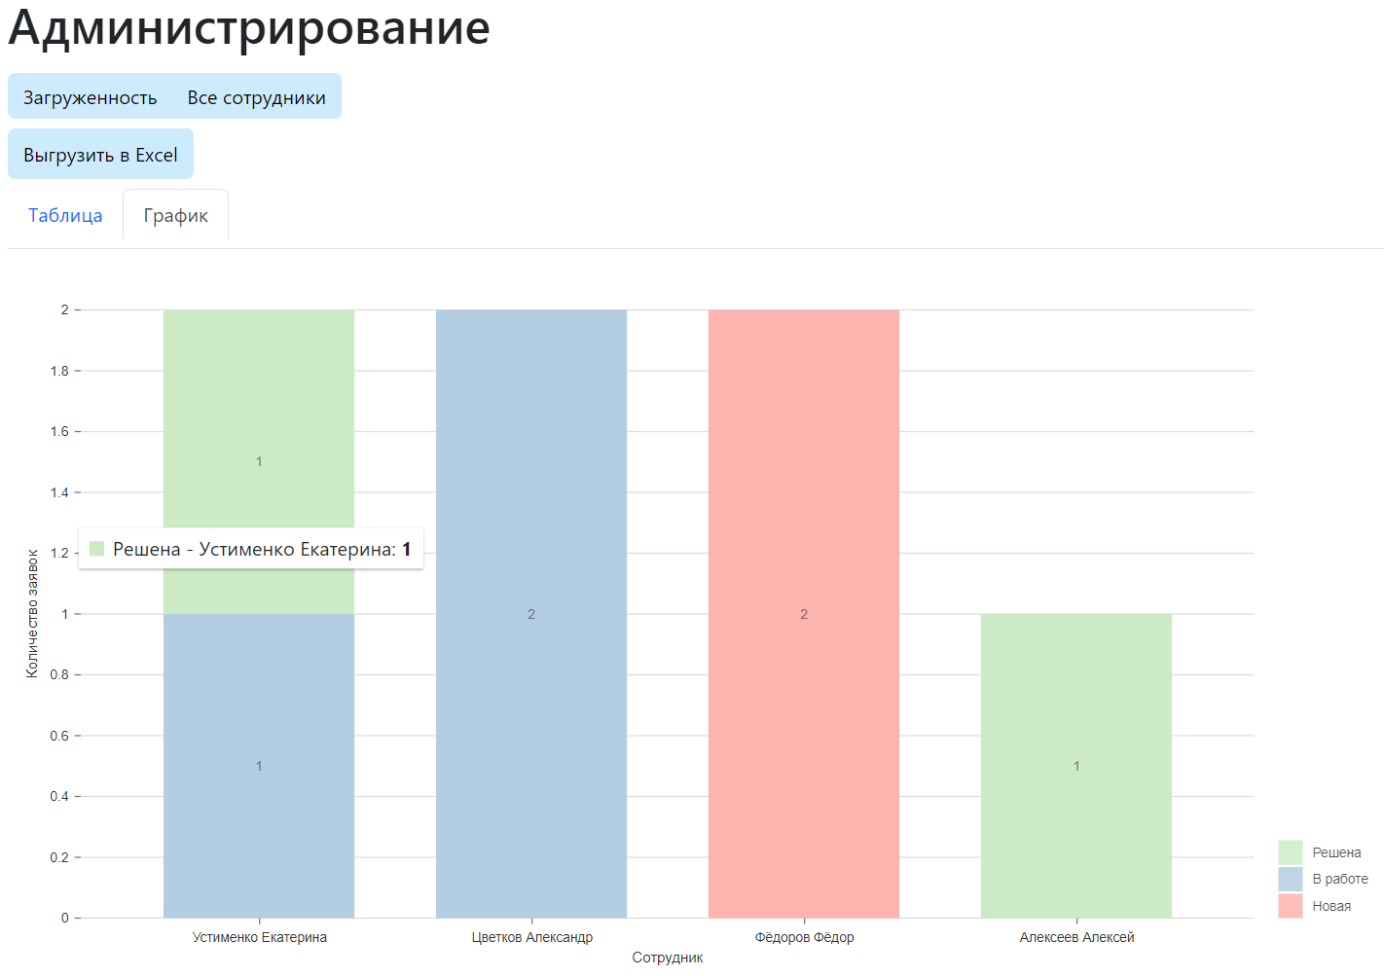 Администрирование
Загруженность Все сотрудники
Выгрузить в Excel
Таблица График
2
1.8
1.6
1.4
1.2
1
0.8
0.6
0.4
0.2
0
Количество заявок
1
Решена - Устименко Екатерина: 1
1
2
2
1
Устименко Екатерина Цветков Александр Фёдоров Фёдор Алексеев Алексей
Сотрудник
Решена
В работе
Новая